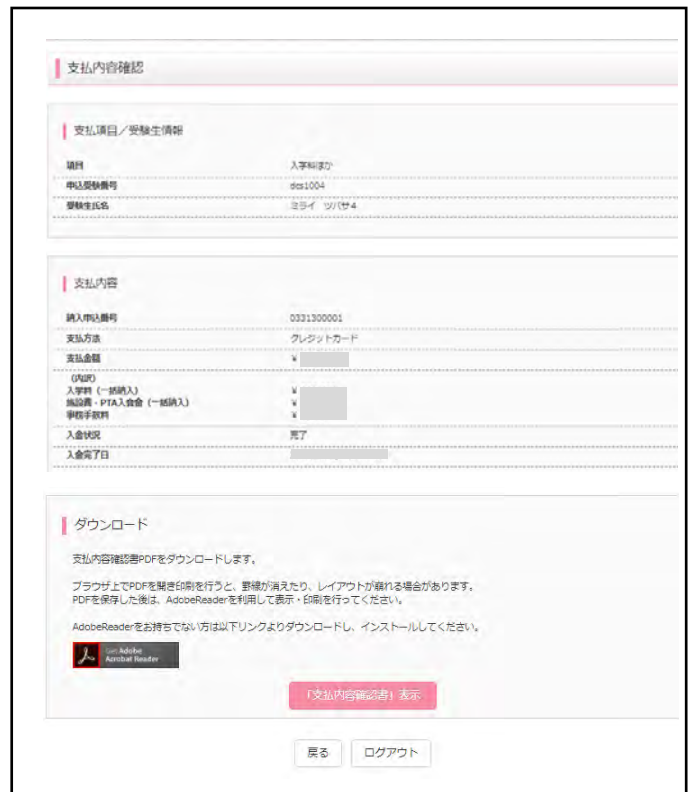 支払内容確認
支払項目/受験生情報
項目 入学料ほか
申込受験番号 dcs1004
受験生氏名 ミライ ツバサ4
支払内容
納入申込番号 0331300001
支払方法 クレジットカード
支払金額 ¥
(内訳)
入学料(一括納入) ¥
施設費・PTA入会金(一括納入) ¥
事務手数料 ¥
入金状況 完了
入金完了日
ダウンロード
支払内容確認書PDFをダウンロードします。
ブラウザ上でPDFを開き印刷を行うと、罫線が消えたり、レイアウトが崩れる場合があります。
PDFを保存した後は、AdobeReaderを利用して表示・印刷を行ってください。
AdobeReaderをお持ちでない方は以下リンクよりダウンロードし、インストールしてください。
Get Adobe
Acrobat Reader
「支払内容確認書」表示
戻る ログアウト